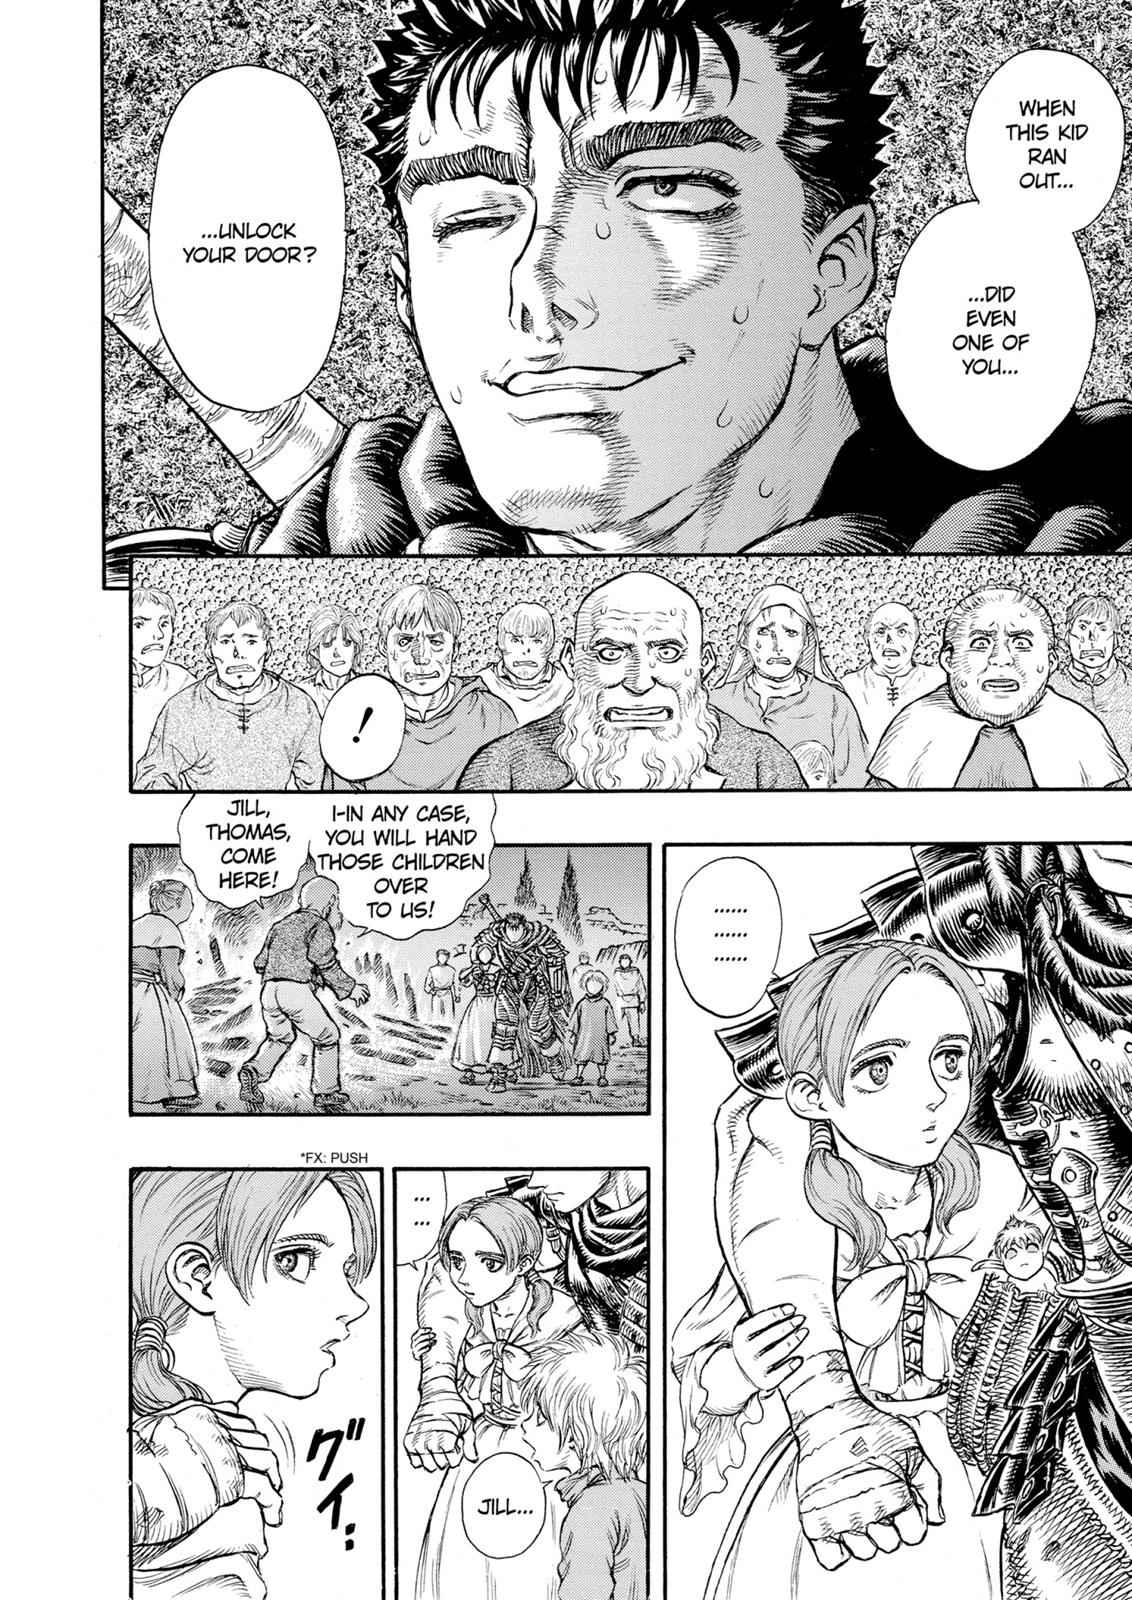 WHEN
THIS KID
RAN
OUT...
...DID
EVEN
ONE OF
YOU...
...UNLOCK
YOUR DOOR?
!
I-IN ANY CASE,
YOU WILL HAND
THOSE CHILDREN
OVER
TO US!
JILL,
THOMAS,
COME
HERE!
......
......
......
...
...
JILL...
*FX: PUSH
グイ